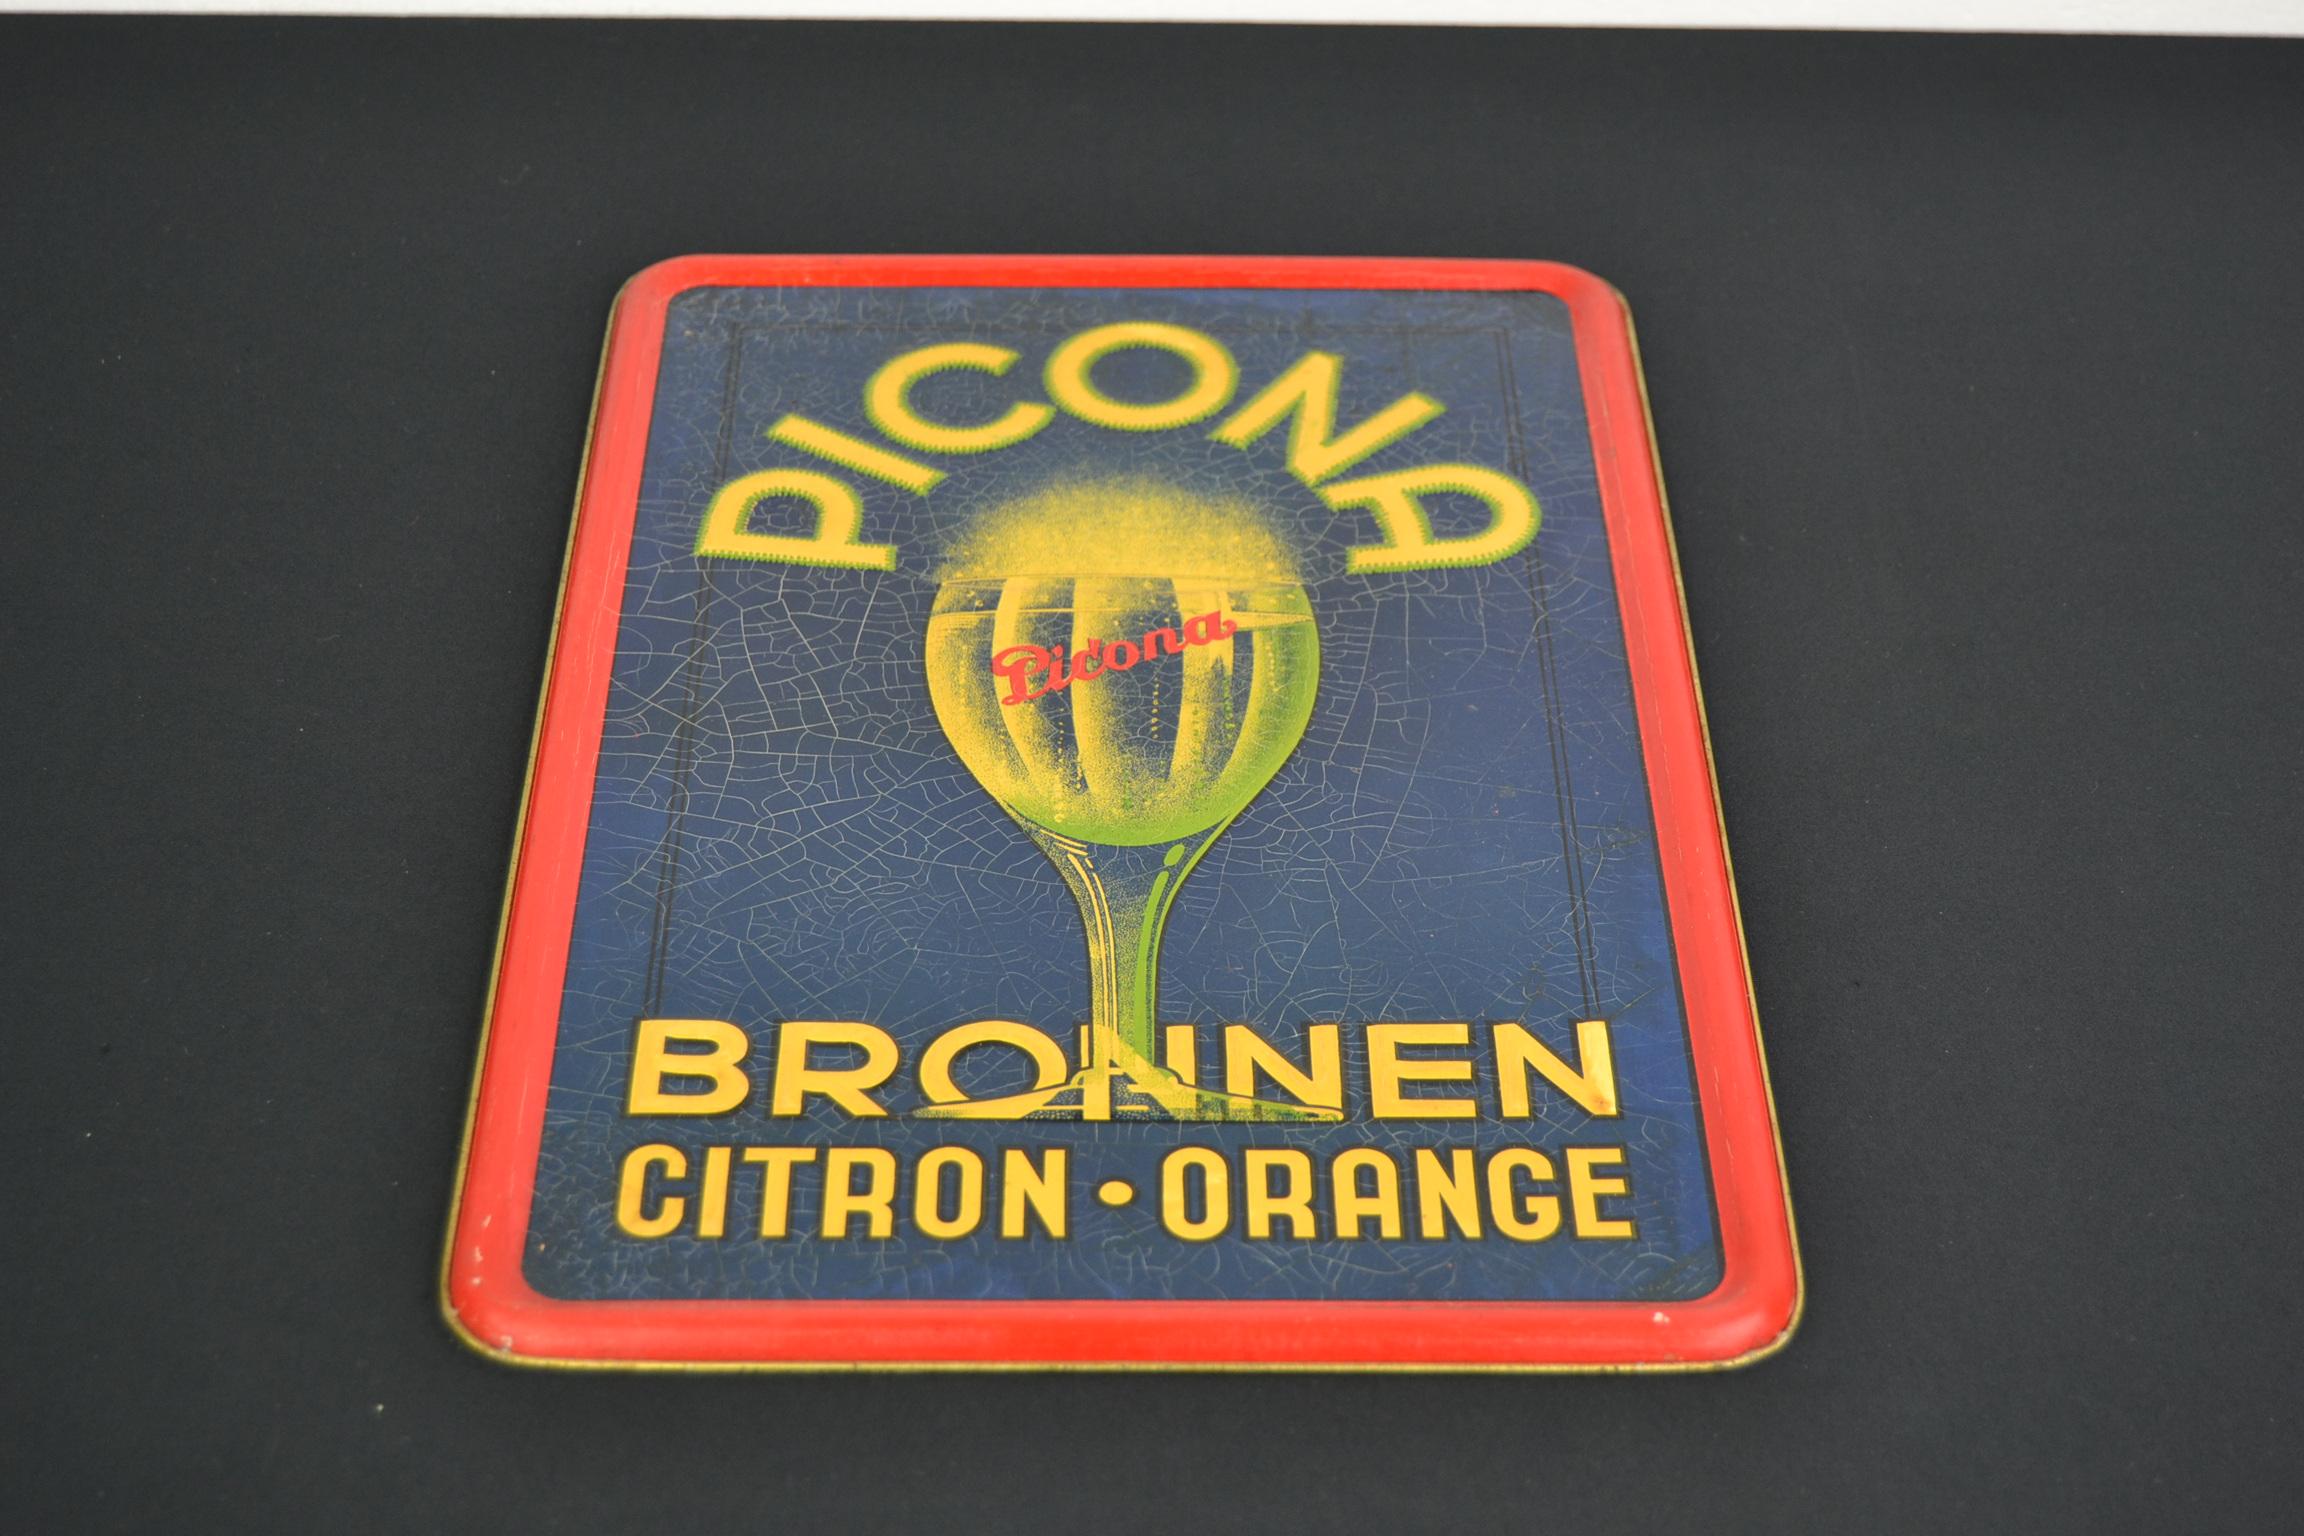 PICONA
Picona
BRONNEN
CITRON • ORANGE